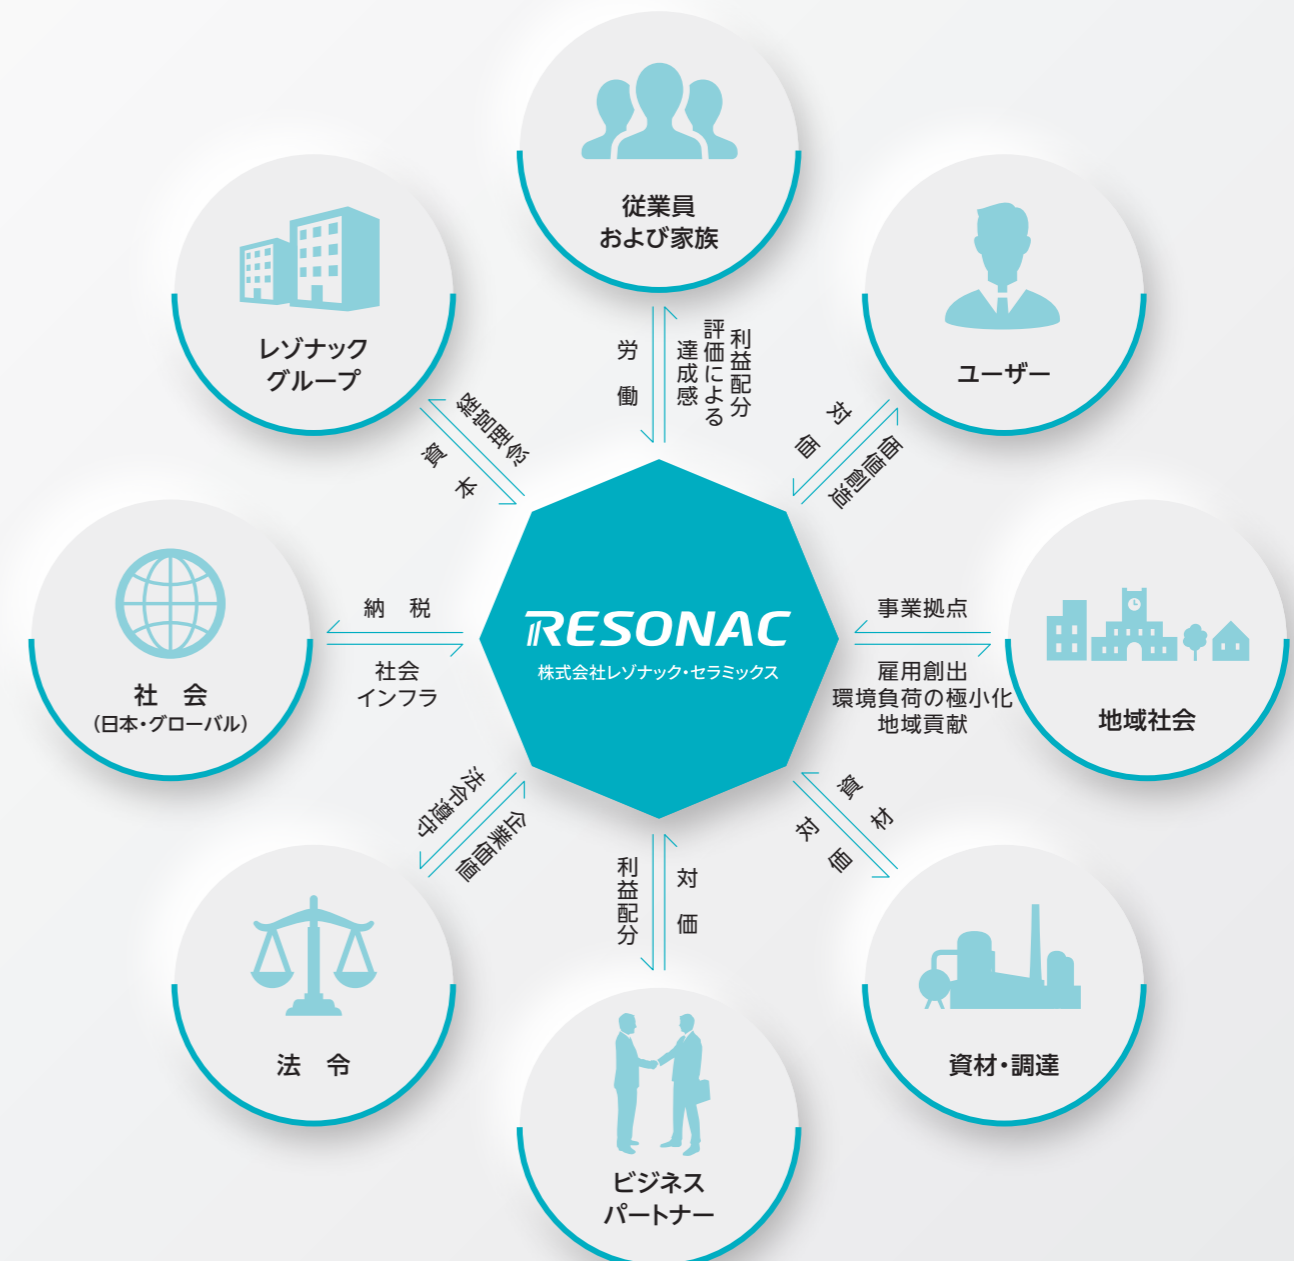 従業員
および家族
労働
利益配分
評価による
達成感
ユーザー
対価
価値創造
レゾナック
グループ
経営理念
資本
RESONAC
株式会社レゾナック・セラミックス
社会
(日本・グローバル)
納税
社会
インフラ
事業拠点
雇用創出
環境負荷の極小化
地域貢献
地域社会
法令遵守
企業価値
法令
利益配分
対価
ビジネス
パートナー
資材
対価
資材・調達